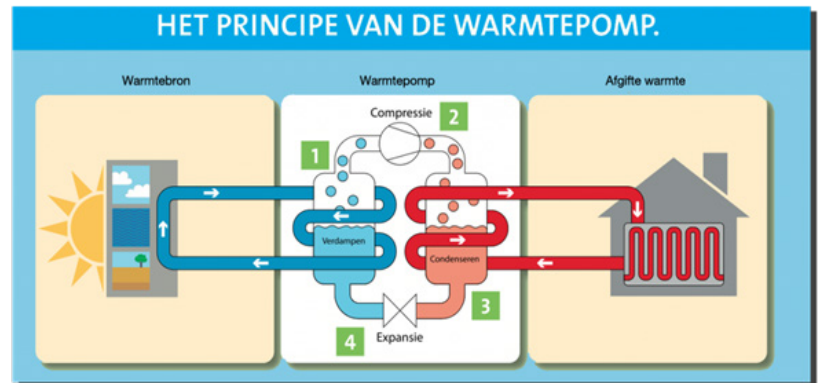 HET PRINCIPE VAN DE WARMTEPOMP.
Warmtebron
Warmtepomp
Afgifte warmte
Compressie
2
1
Verdampen
Condenseren
3
4
Expansie